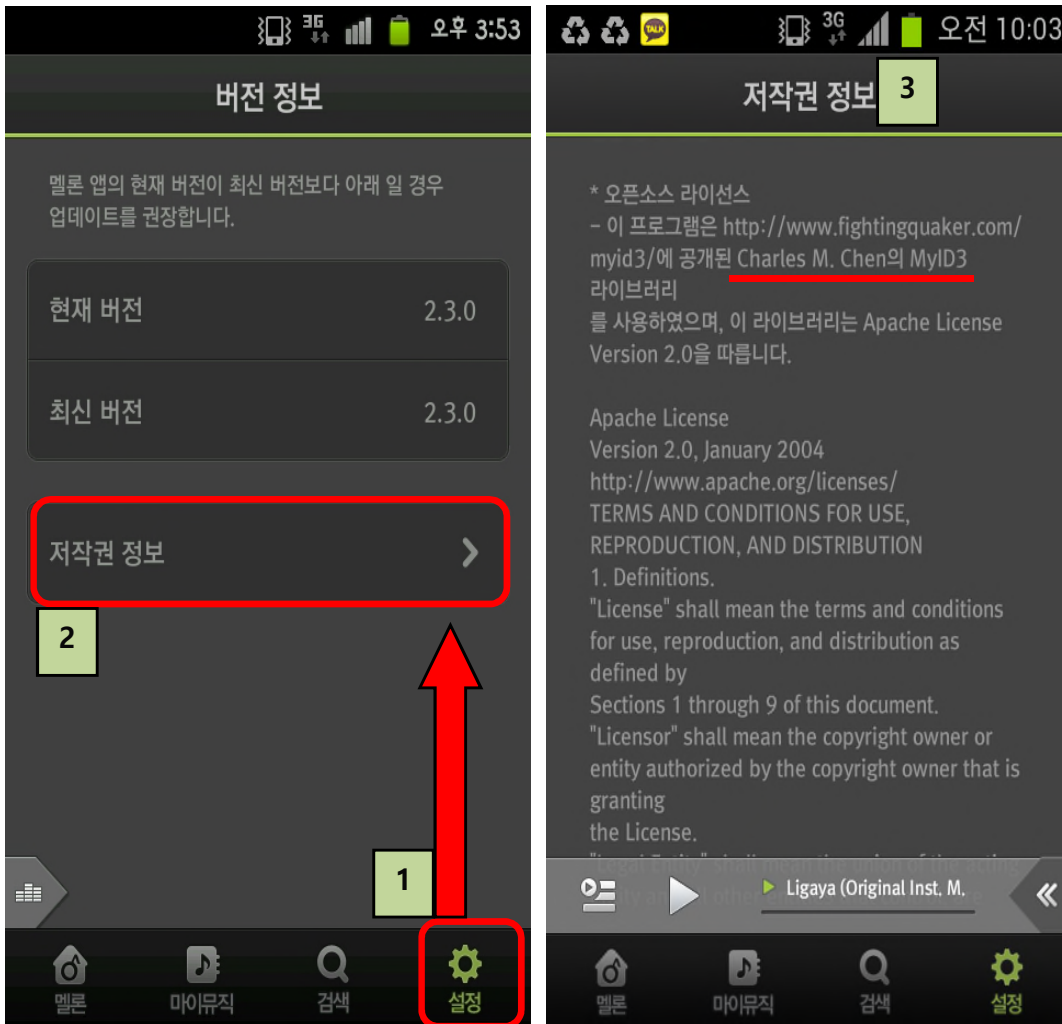 3G
오후 3:53
버전 정보
멜론 앱의 현재 버전이 최신 버전보다 아래 일 경우
업데이트를 권장합니다.
현재 버전 2.3.0
최신 버전 2.3.0
저작권 정보
2
1
멜론 마이뮤직 검색 설정
TALK 3G 오전 10:03
저작권 정보 3
* 오픈소스 라이선스
– 이 프로그램은 http://www.fightingquaker.com/
myid3/에 공개된 Charles M. Chen의 MyID3
라이브러리
를 사용하였으며, 이 라이브러리는 Apache License
Version 2.0을 따릅니다.
Apache License
Version 2.0, January 2004
http://www.apache.org/licenses/
TERMS AND CONDITIONS FOR USE,
REPRODUCTION, AND DISTRIBUTION
1. Definitions.
"License" shall mean the terms and conditions
for use, reproduction, and distribution as
defined by
Sections 1 through 9 of this document.
"Licensor" shall mean the copyright owner or
entity authorized by the copyright owner that is
granting
the License.
"Legal Entity" shall mean the union of the acting
Ligaya (Original Inst. M.
멜론 마이뮤직 검색 설정